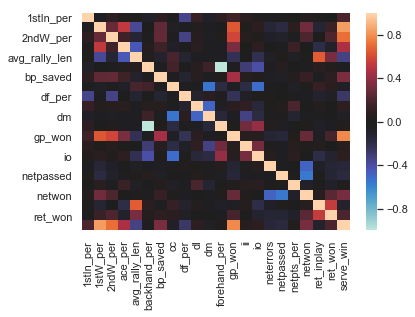 1stIn_per
2ndW_per
avg_rally_len
bp_saved
df_per
dm
gp_won
io
netpassed
netwon
ret_won
0.8
0.4
0.0
-0.4
-0.8
1stIn_per
1stW_per
2ndW_per
ace_per
avg_rally_len
backhand_per
bp_saved
cc
df_per
dl
dm
forehand_per
gp_won
ii
io
neterrors
netpassed
netpts_per
netwon
ret_inplay
ret_won
serve_win